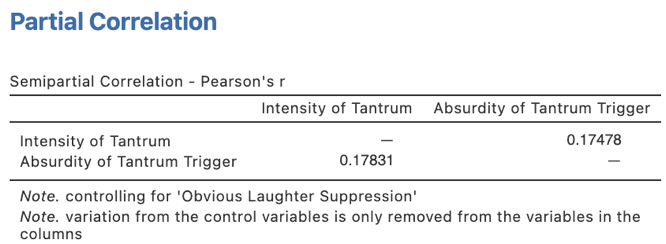 Partial Correlation
Semipartial Correlation - Pearson's r
Intensity of Tantrum Absurdity of Tantrum Trigger
Intensity of Tantrum — 0.17478
Absurdity of Tantrum Trigger 0.17831 —
Note. controlling for 'Obvious Laughter Suppression'
Note. variation from the control variables is only removed from the variables in the
columns